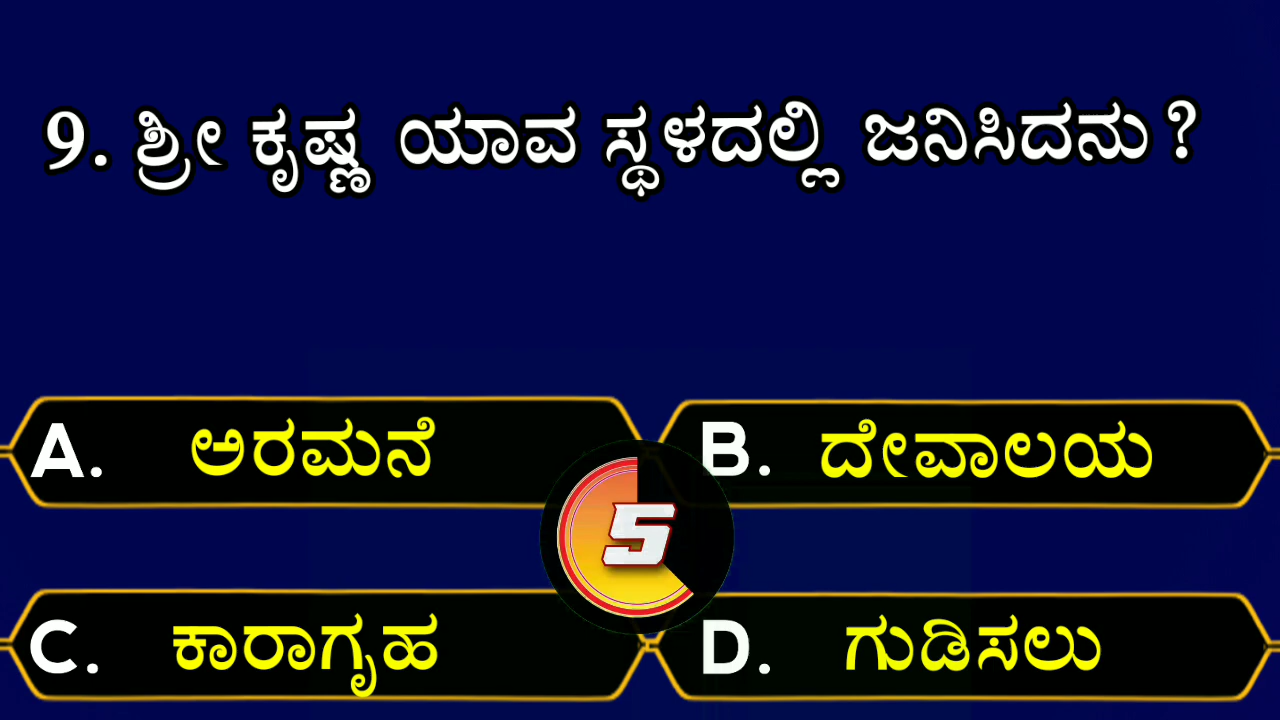 9. ಶ್ರೀ ಕೃಷ್ಣ ಯಾವ ಸ್ಥಳದಲ್ಲಿ ಜನಿಸಿದನು?
A. ಅರಮನೆ
B. ದೇವಾಲಯ
5
C. ಕಾರಾಗೃಹ
D. ಗುಡಿಸಲು